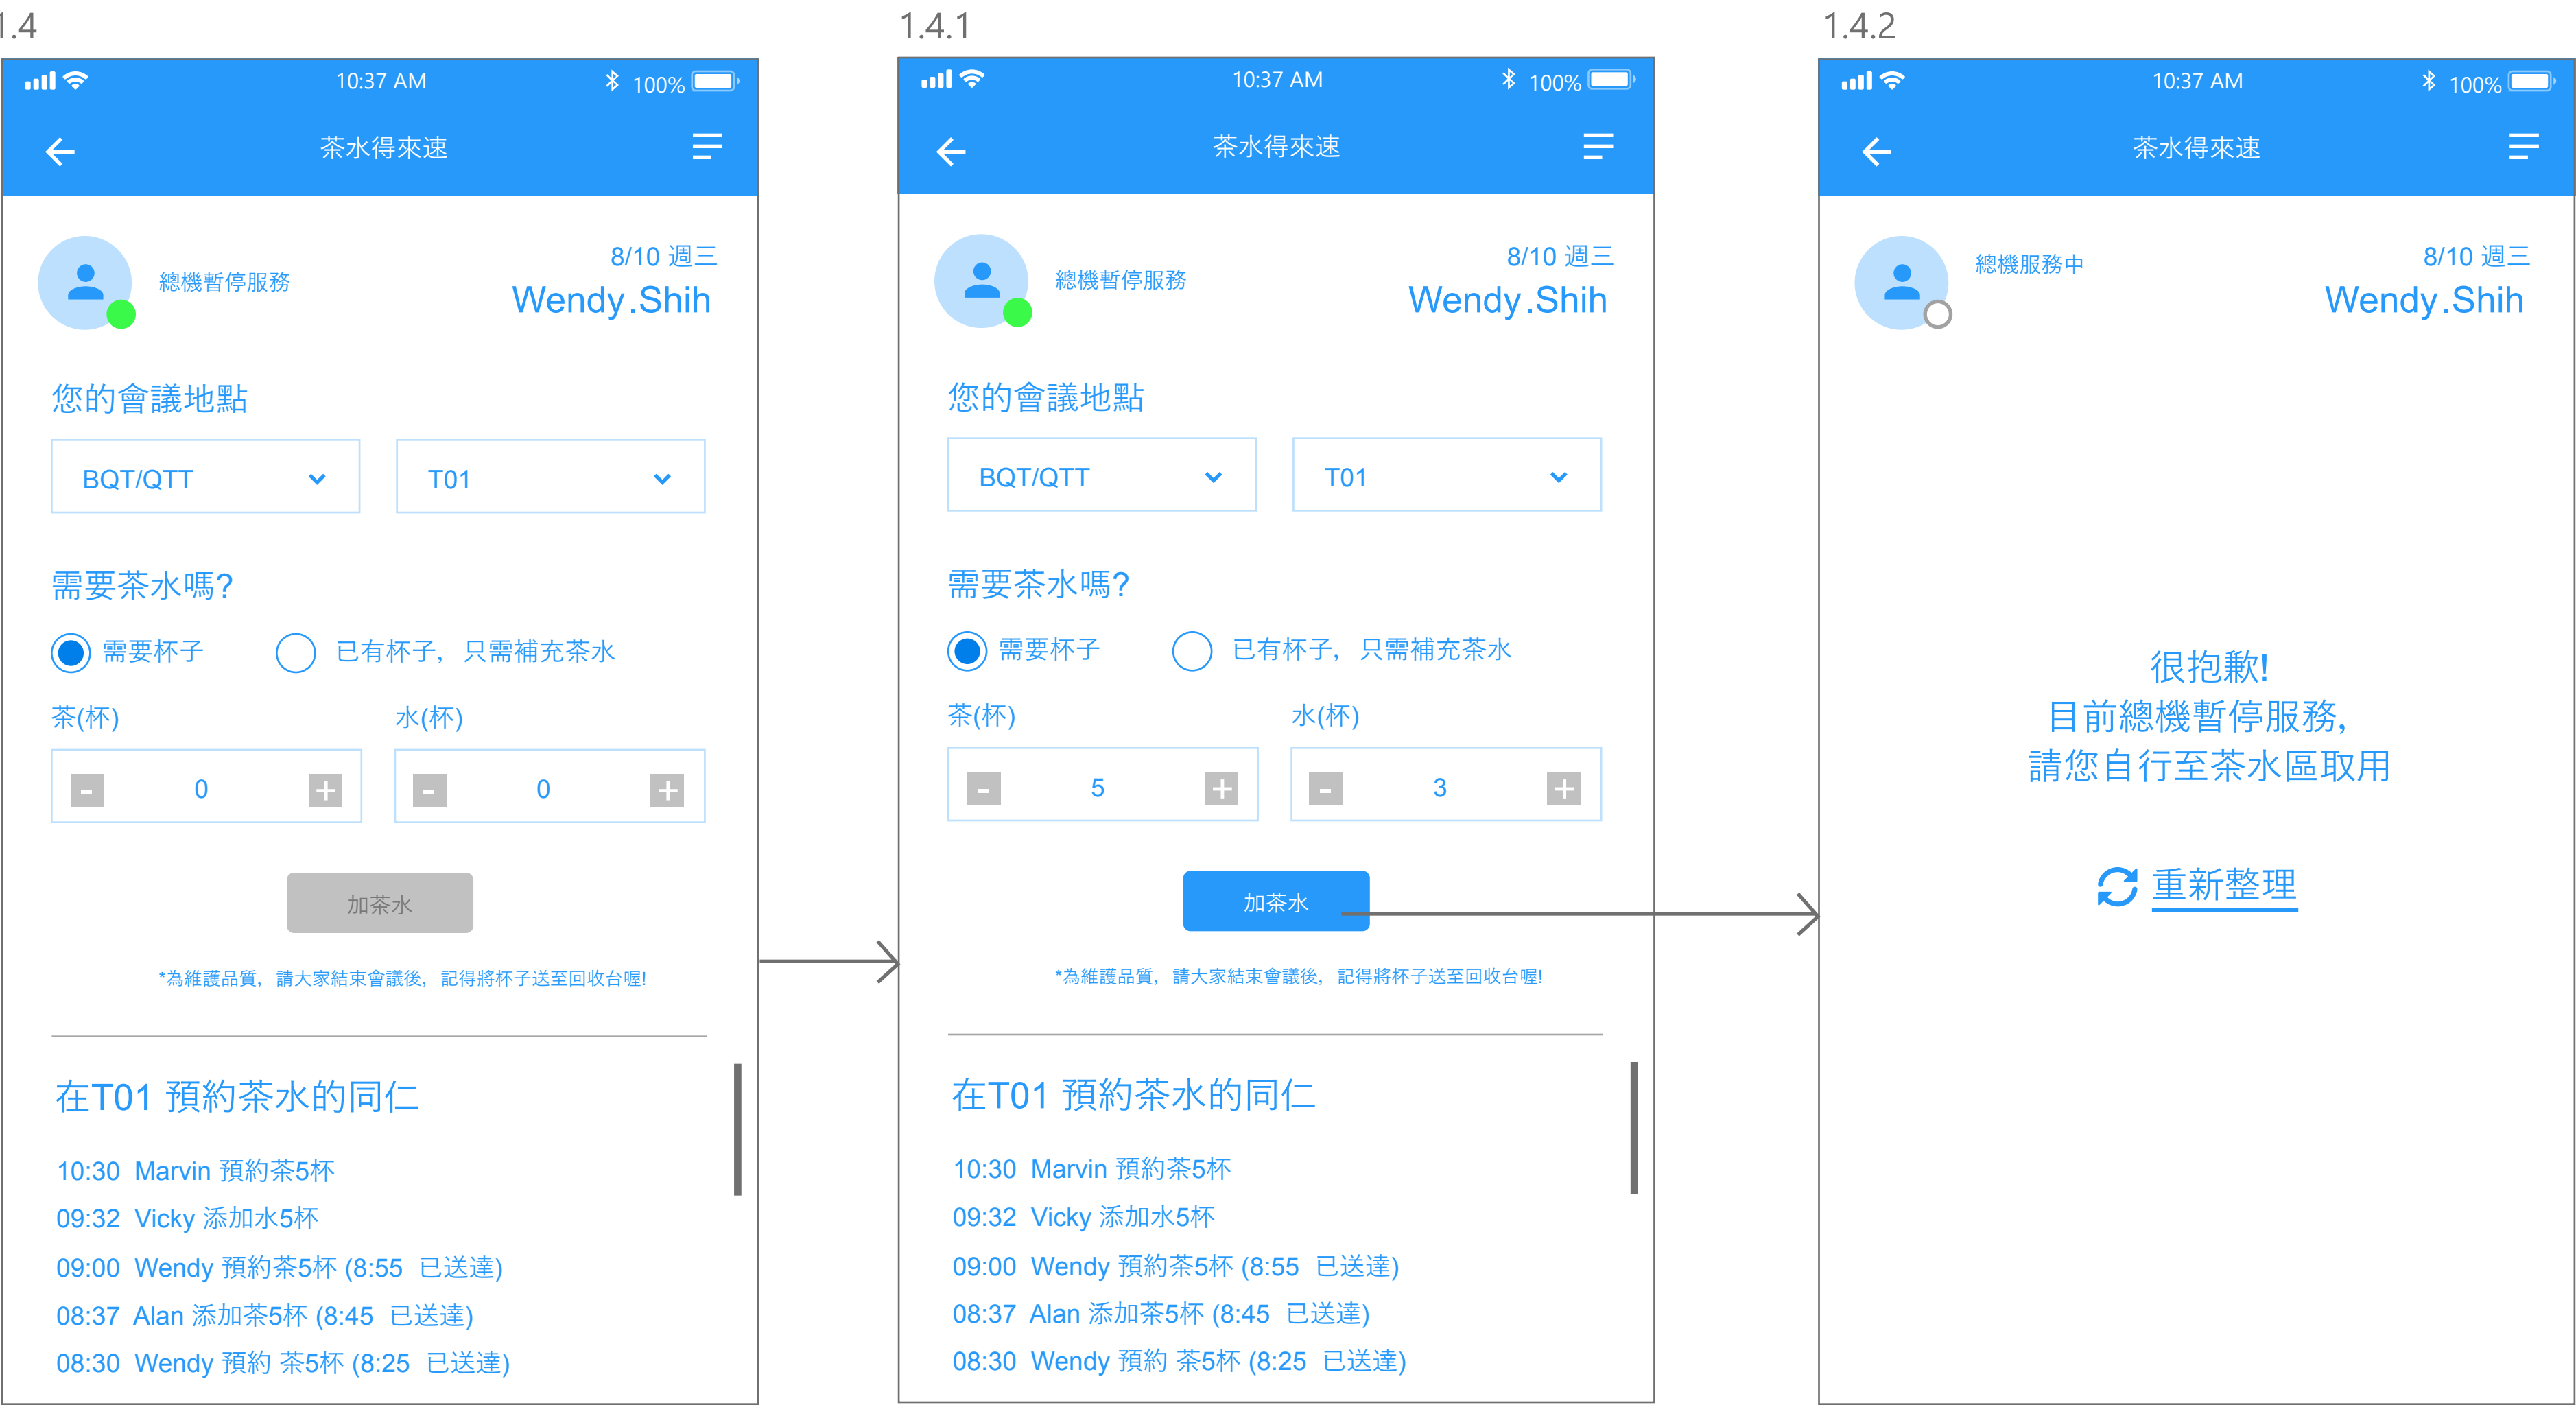 1.4
10:37 AM
100%
茶水得來速
總機暫停服務
8/10 週三
Wendy.Shih
您的會議地點
BQT/QTT
T01
需要茶水嗎?
需要杯子
已有杯子, 只需補充茶水
茶(杯)
水(杯)
- 0 +
- 0 +
加茶水
*為維護品質, 請大家結束會議後, 記得將杯子送至回收台喔!
在T01 預約茶水的同仁
10:30 Marvin 預約茶5杯
09:32 Vicky 添加水5杯
09:00 Wendy 預約茶5杯 (8:55 已送達)
08:37 Alan 添加茶5杯 (8:45 已送達)
08:30 Wendy 預約 茶5杯 (8:25 已送達)
1.4.1
10:37 AM
100%
茶水得來速
總機暫停服務
8/10 週三
Wendy.Shih
您的會議地點
BQT/QTT
T01
需要茶水嗎?
需要杯子
已有杯子, 只需補充茶水
茶(杯)
水(杯)
- 5 +
- 3 +
加茶水
*為維護品質, 請大家結束會議後, 記得將杯子送至回收台喔!
在T01 預約茶水的同仁
10:30 Marvin 預約茶5杯
09:32 Vicky 添加水5杯
09:00 Wendy 預約茶5杯 (8:55 已送達)
08:37 Alan 添加茶5杯 (8:45 已送達)
08:30 Wendy 預約 茶5杯 (8:25 已送達)
1.4.2
10:37 AM
100%
茶水得來速
總機服務中
8/10 週三
Wendy.Shih
很抱歉!
目前總機暫停服務,
請您自行至茶水區取用
重新整理